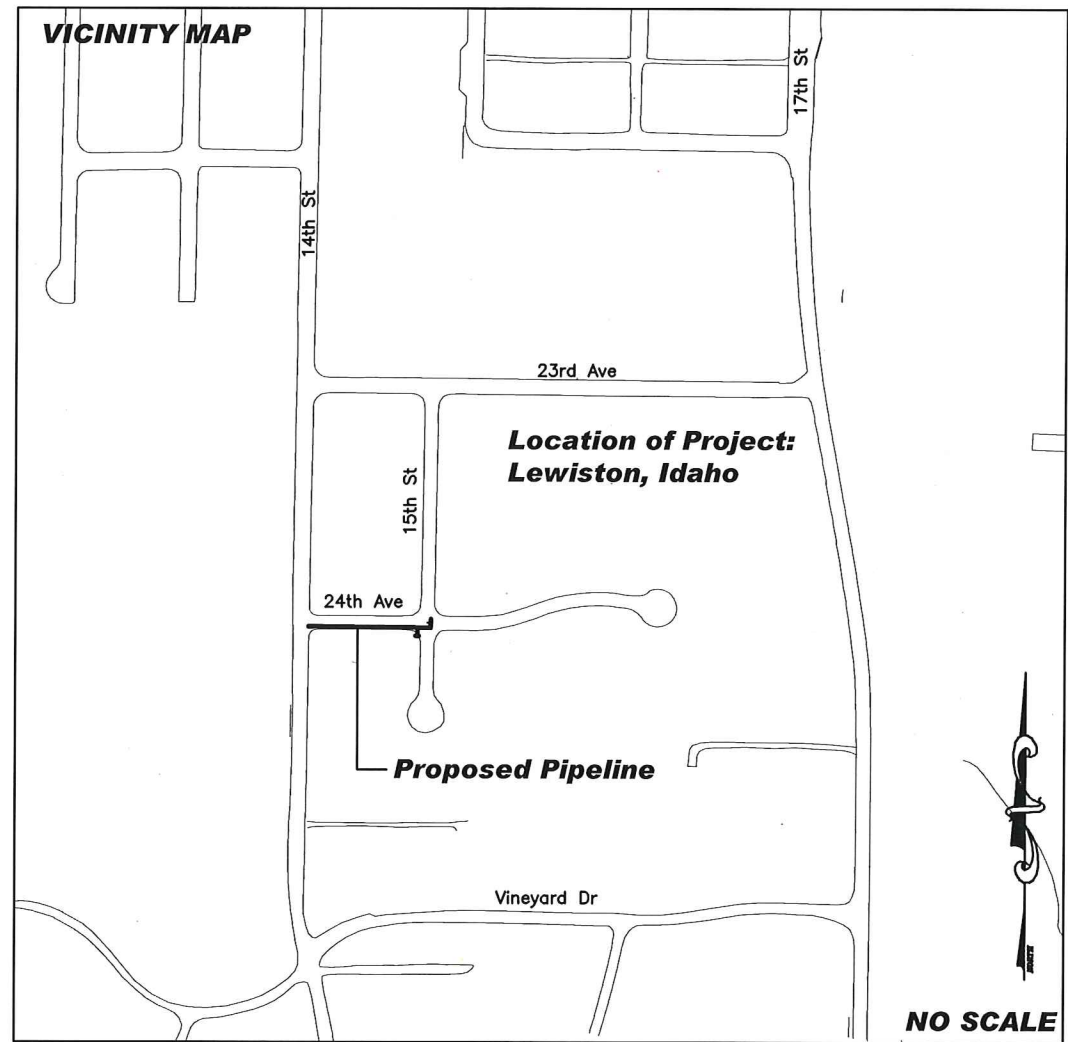 VICINITY MAP
17th St
14th St
23rd Ave
Location of Project:
Lewiston, Idaho
15th St
24th Ave
Proposed Pipeline
Vineyard Dr
NORTH
NO SCALE